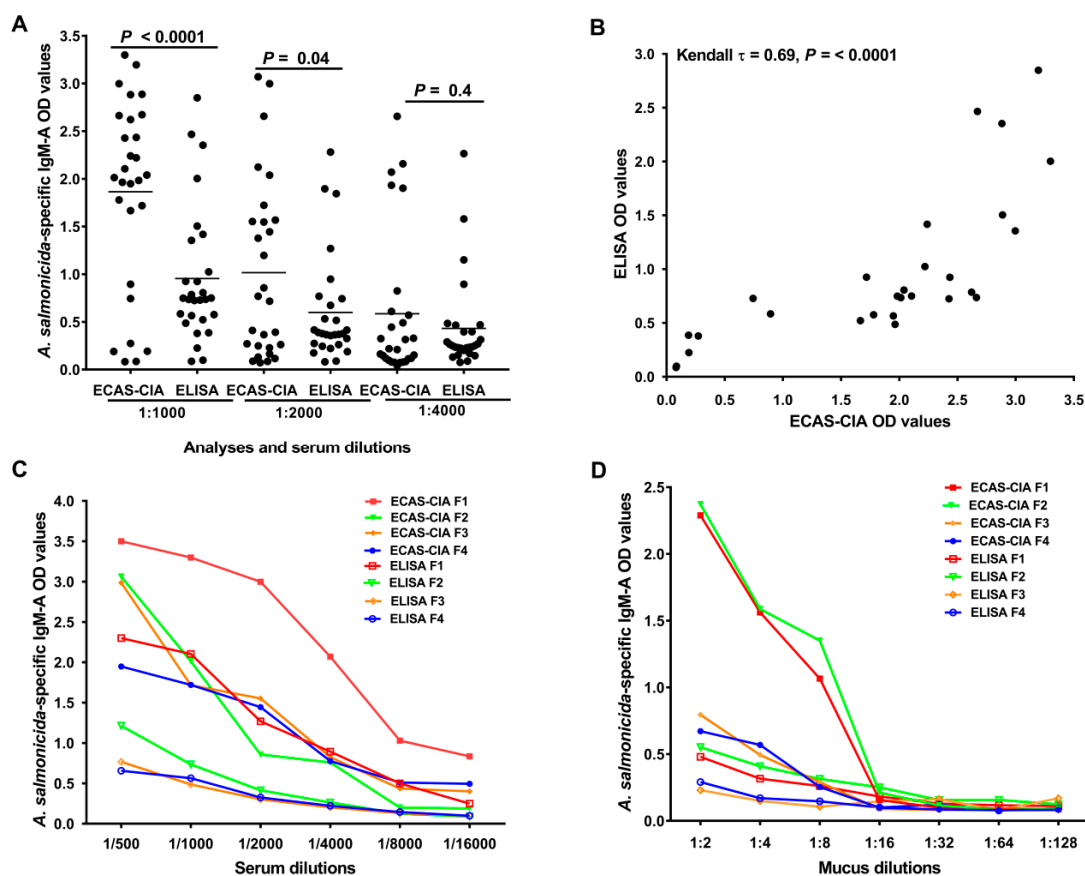 A
P < 0.0001
P = 0.04
P = 0.4
A. salmonicida-specific IgM-A OD values
3.5
3.0
2.5
2.0
1.5
1.0
0.5
0.0
ECAS-CIA ELISA ECAS-CIA ELISA ECAS-CIA ELISA
1:1000 1:2000 1:4000
Analyses and serum dilutions
B
Kendall τ = 0.69, P = < 0.0001
ELISA OD values
3.0
2.5
2.0
1.5
1.0
0.5
0.0
0.0 0.5 1.0 1.5 2.0 2.5 3.0 3.5
ECAS-CIA OD values
C
A. salmonicida-specific IgM-A OD values
4.0
3.5
3.0
2.5
2.0
1.5
1.0
0.5
0.0
ECAS-CIA F1
ECAS-CIA F2
ECAS-CIA F3
ECAS-CIA F4
ELISA F1
ELISA F2
ELISA F3
ELISA F4
1/500 1/1000 1/2000 1/4000 1/8000 1/16000
Serum dilutions
D
A. salmonicida-specific IgM-A OD values
2.5
2.0
1.5
1.0
0.5
0.0
ECAS-CIA F1
ECAS-CIA F2
ECAS-CIA F3
ECAS-CIA F4
ELISA F1
ELISA F2
ELISA F3
ELISA F4
1:2 1:4 1:8 1:16 1:32 1:64 1:128
Mucus dilutions